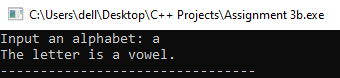 C:\Users\dell\Desktop\C++ Projects\Assignment 3b.exe
Input an alphabet: a
The letter is a vowel.
--------------------------------